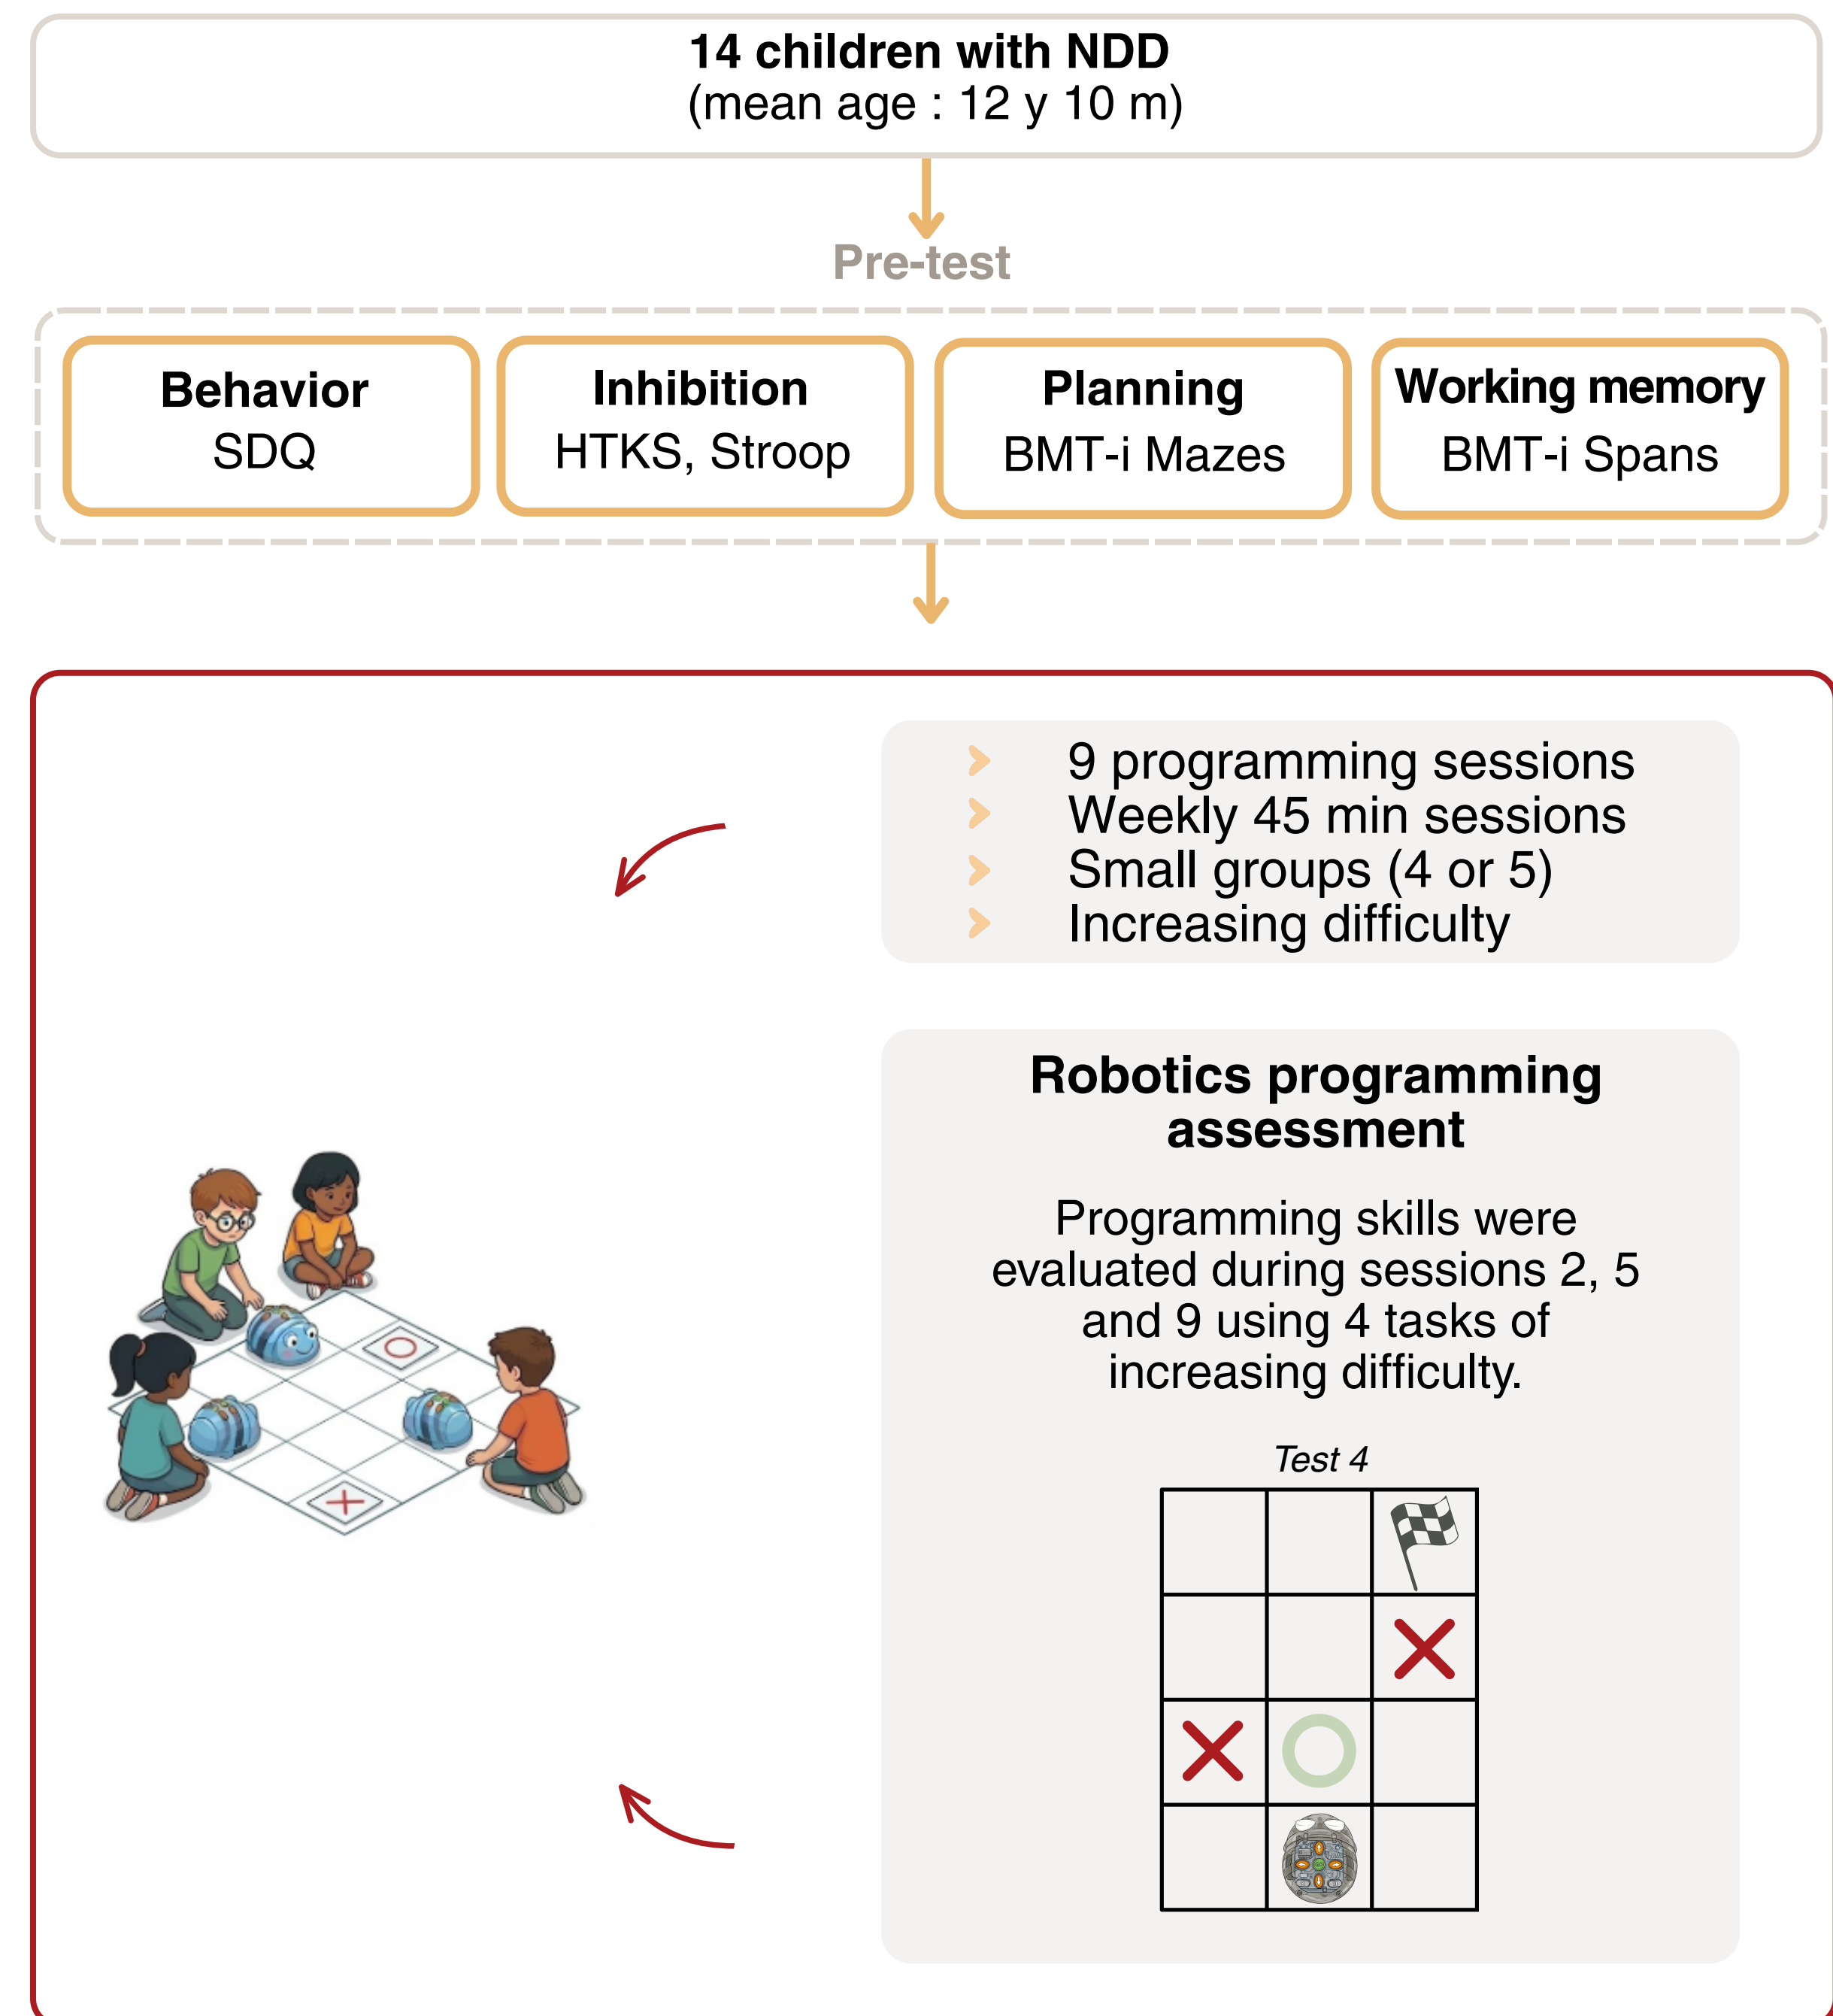 14 children with NDD
(mean age : 12 y 10 m)
Pre-test
Behavior
SDQ
Inhibition
HTKS, Stroop
Planning
BMT-i Mazes
Working memory
BMT-i Spans
9 programming sessions
Weekly 45 min sessions
Small groups (4 or 5)
Increasing difficulty
Robotics programming
assessment
Programming skills were
evaluated during sessions 2, 5
and 9 using 4 tasks of
increasing difficulty.
Test 4